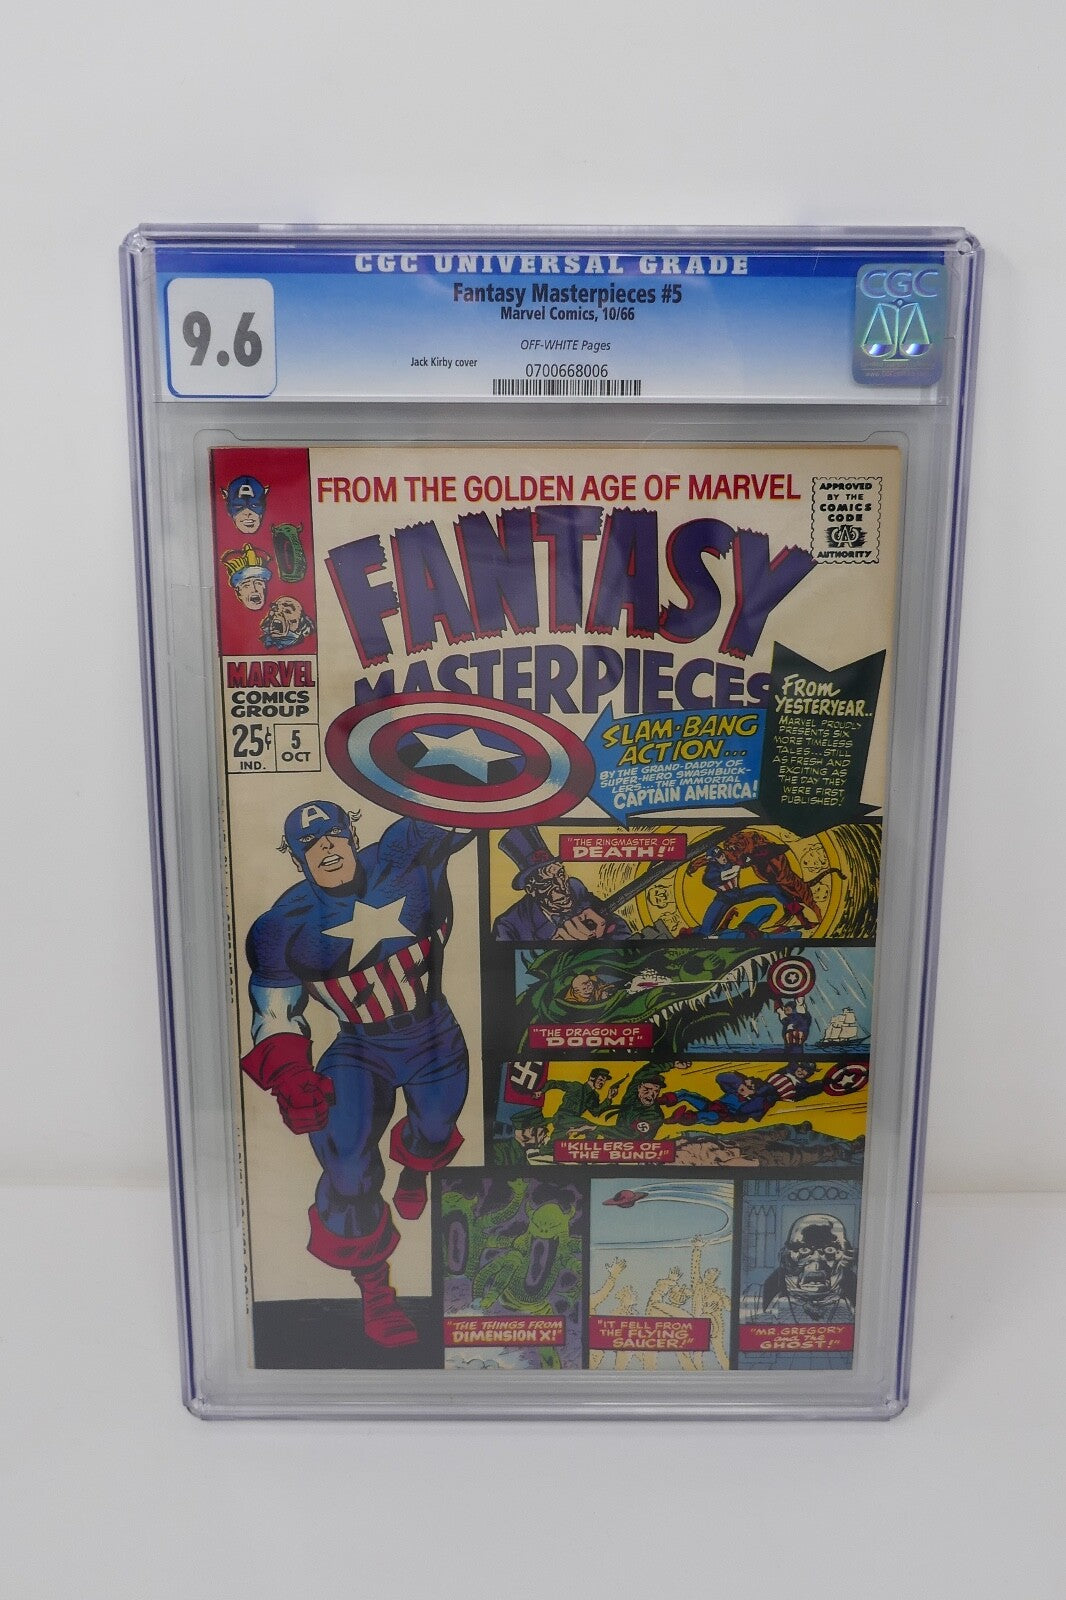 CGC UNIVERSAL GRADE
9.6
Fantasy Masterpieces #5
Marvel Comics, 10/66
OFF-WHITE Pages
Jack Kirby cover
0700668006
CGC
FROM THE GOLDEN AGE OF MARVEL
FANTASY
MASTERPIECES
APPROVED
BY THE
COMICS
CODE
AUTHORITY
A
MARVEL
COMICS
GROUP
25¢
IND.
5
OCT
SLAM-BANG
ACTION...
BY THE GRAND-DADDY OF
SUPER-HERO SWASHBUCK-
LERS... THE IMMORTAL
CAPTAIN AMERICA!
FROM
YESTERYEAR..
MARVEL PROUDLY
PRESENTS SIX
MORE TIMELESS
TALES...STILL
AS FRESH AND
EXCITING AS
THE DAY THEY
WERE FIRST
PUBLISHED!
A
"THE RINGMASTER OF
DEATH!"
"THE DRAGON OF
DOOM!"
"KILLERS OF
THE BUND!"
"THE THINGS FROM
DIMENSION X!"
"IT FELL FROM
THE FLYING
SAUCER!"
"MR. GREGORY
AND THE
GHOST!"